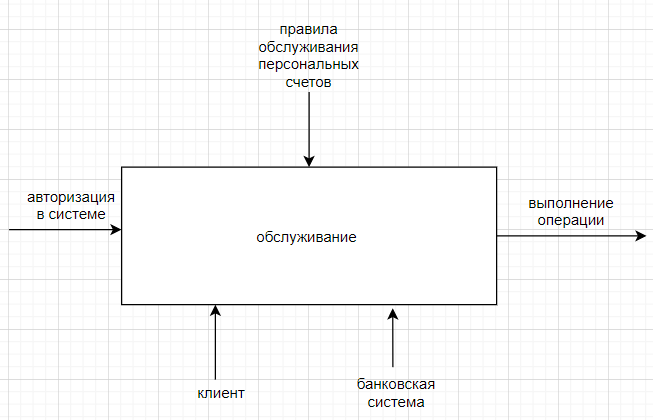 правила
обслуживания
персональных
счетов
авторизация
в системе
обслуживание
выполнение
операции
клиент
банковская
система